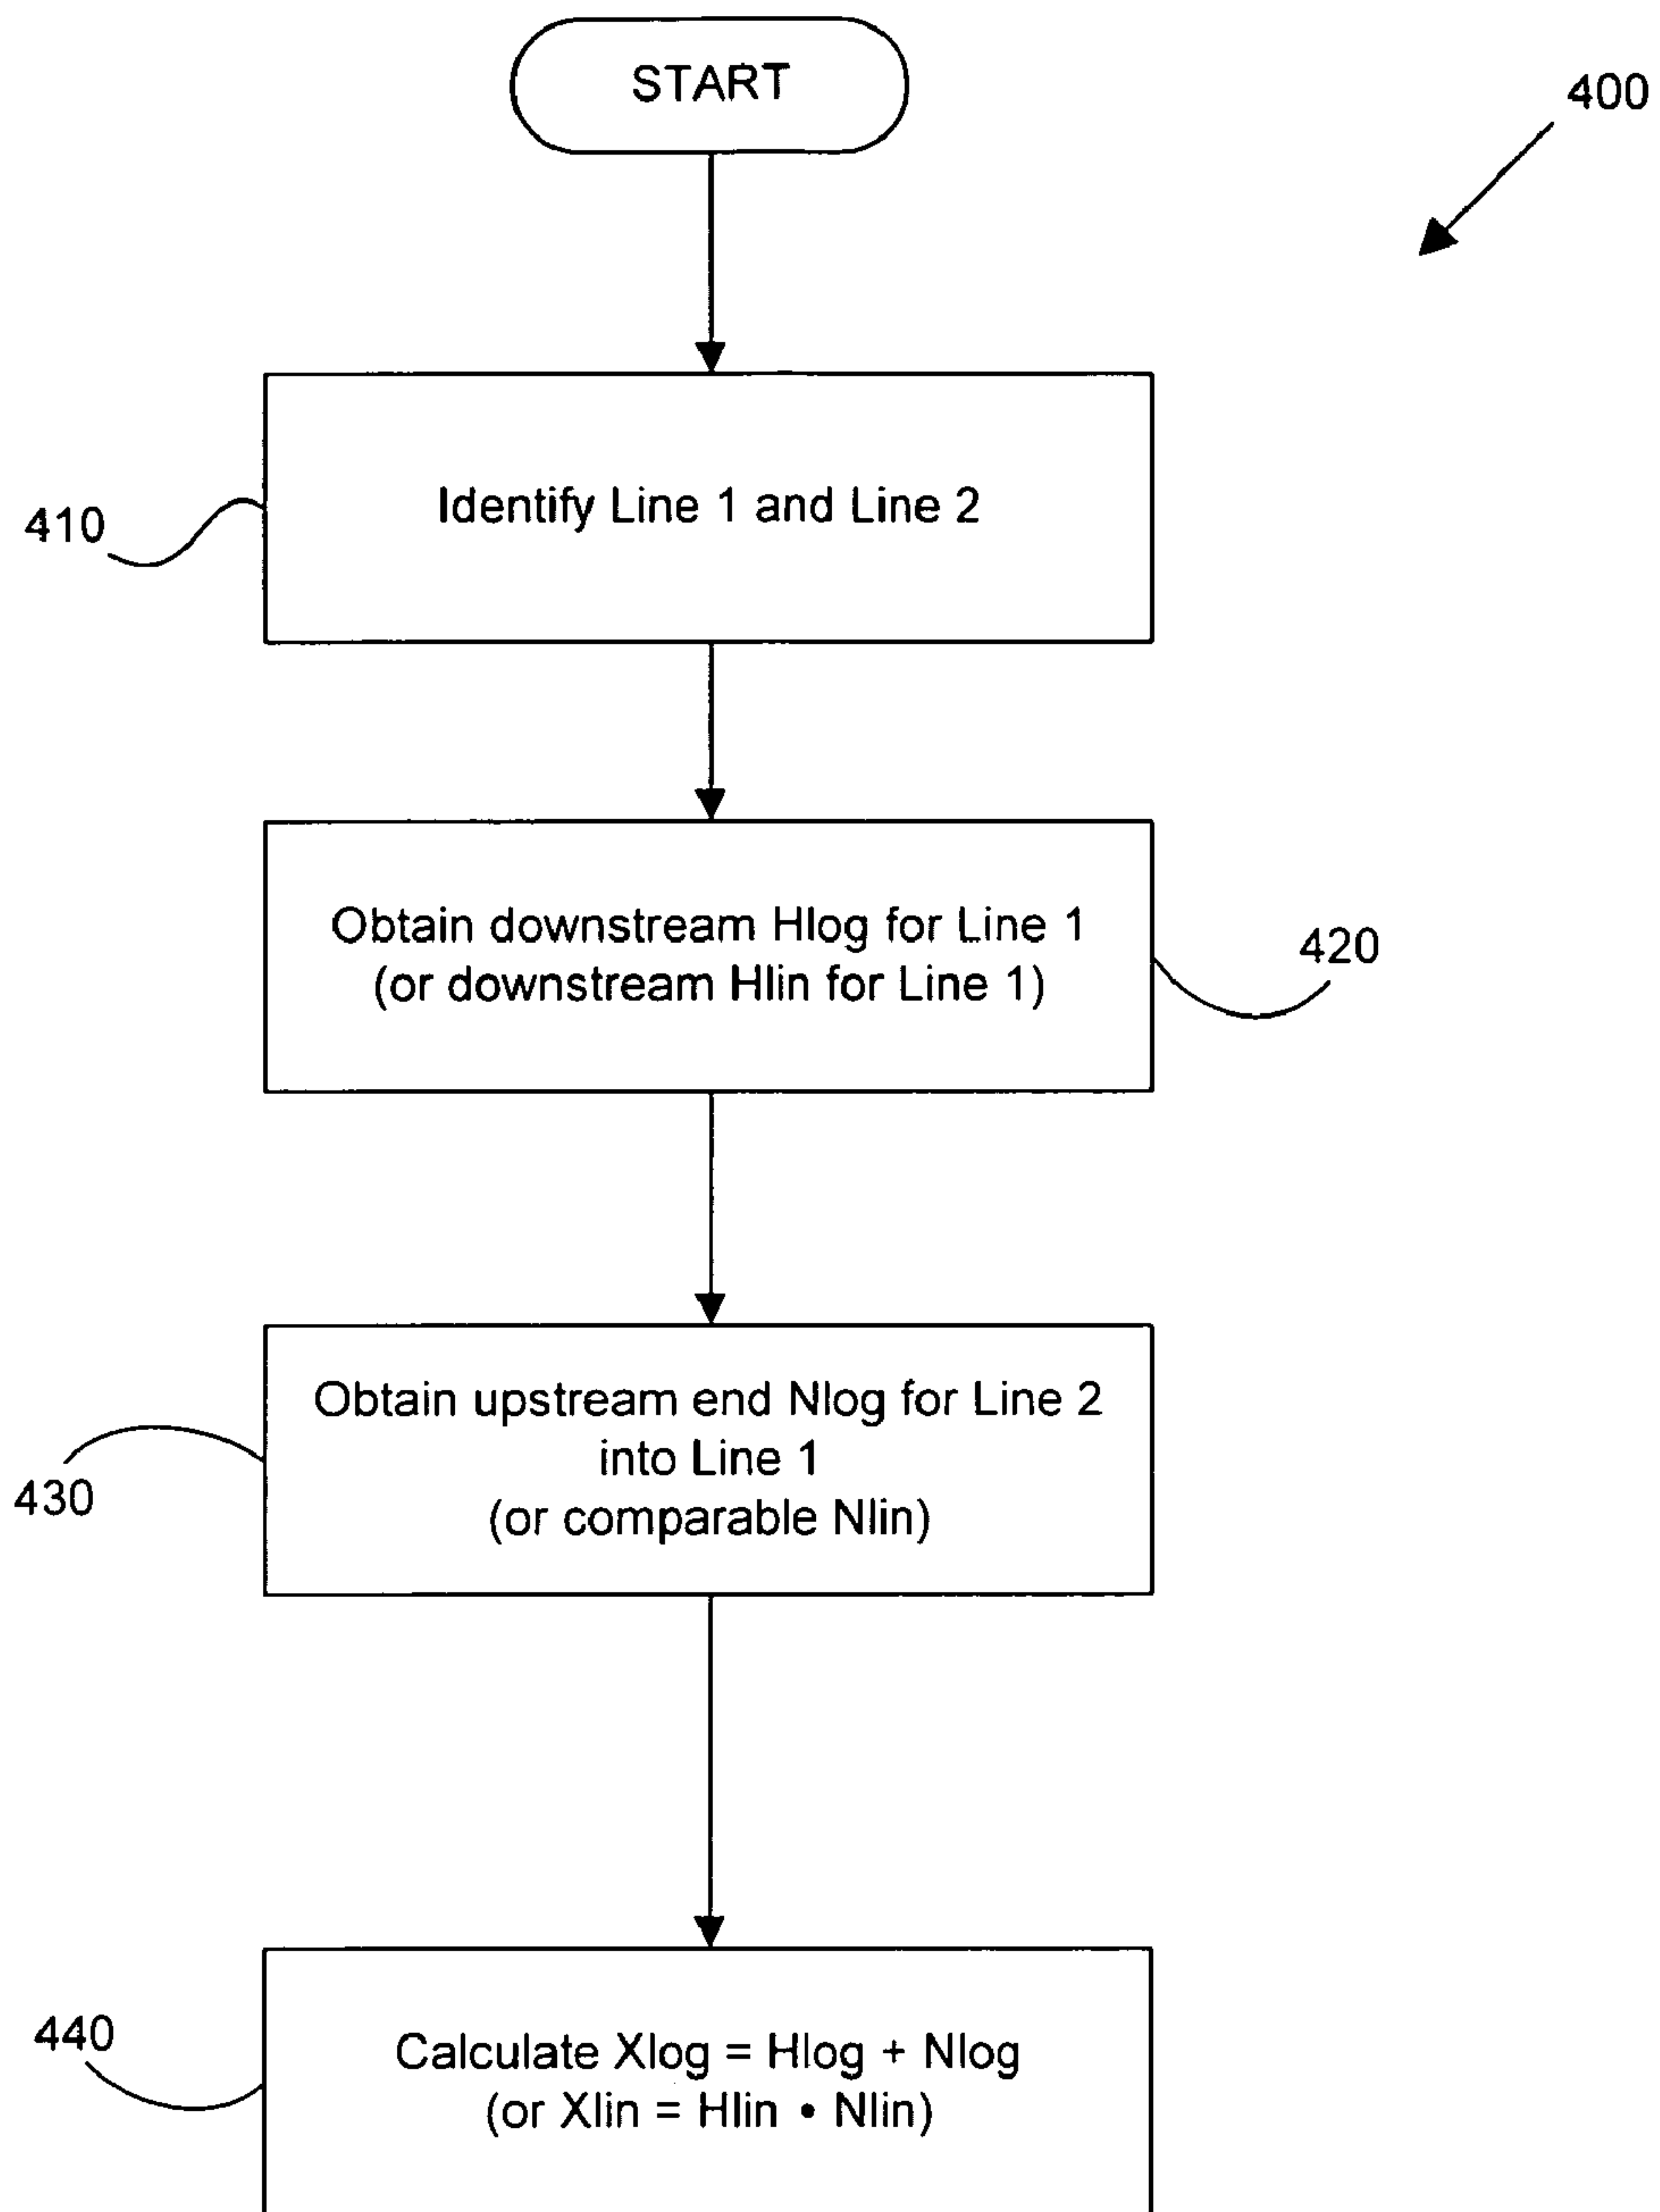 START
400
Identify Line 1 and Line 2
410
Obtain downstream Hlog for Line 1
(or downstream Hlin for Line 1)
420
Obtain upstream end Nlog for Line 2
into Line 1
(or comparable Nlin)
430
440
Calculate Xlog = Hlog + Nlog
(or Xlin = Hlin • Nlin)